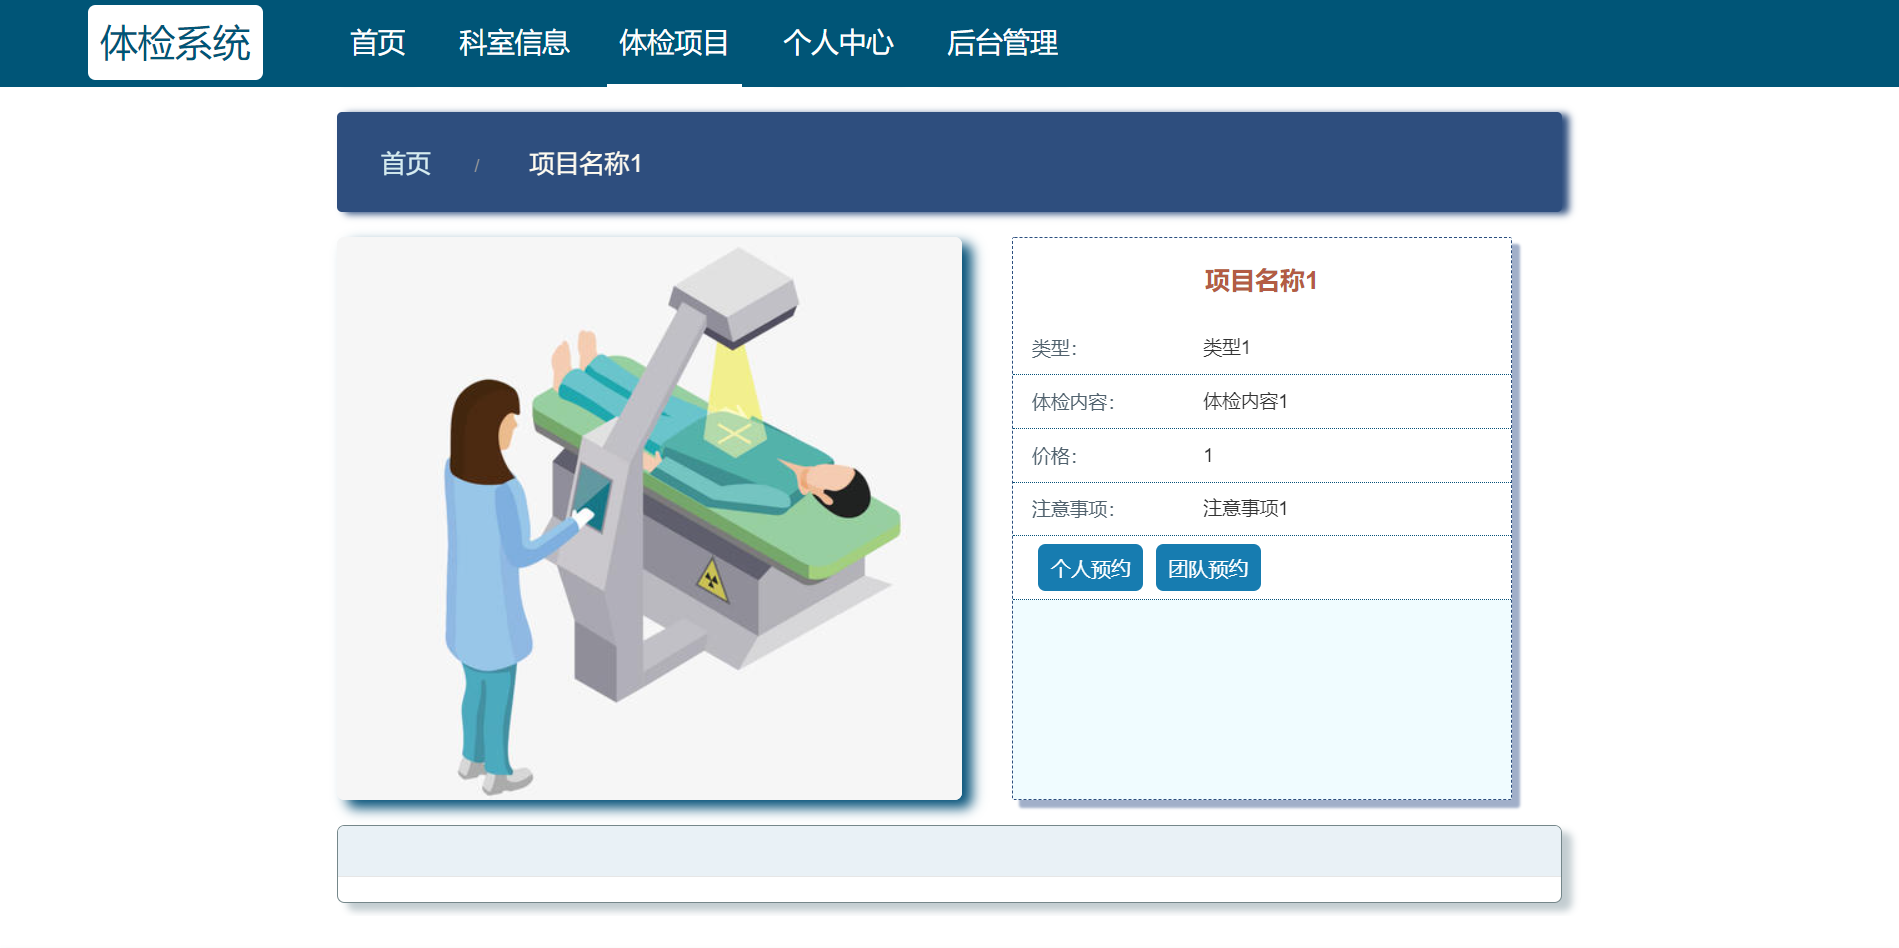 体检系统 首页 科室信息 体检项目 个人中心 后台管理
首页 / 项目名称1
项目名称1
类型: 类型1
体检内容: 体检内容1
价格: 1
注意事项: 注意事项1
个人预约 团队预约